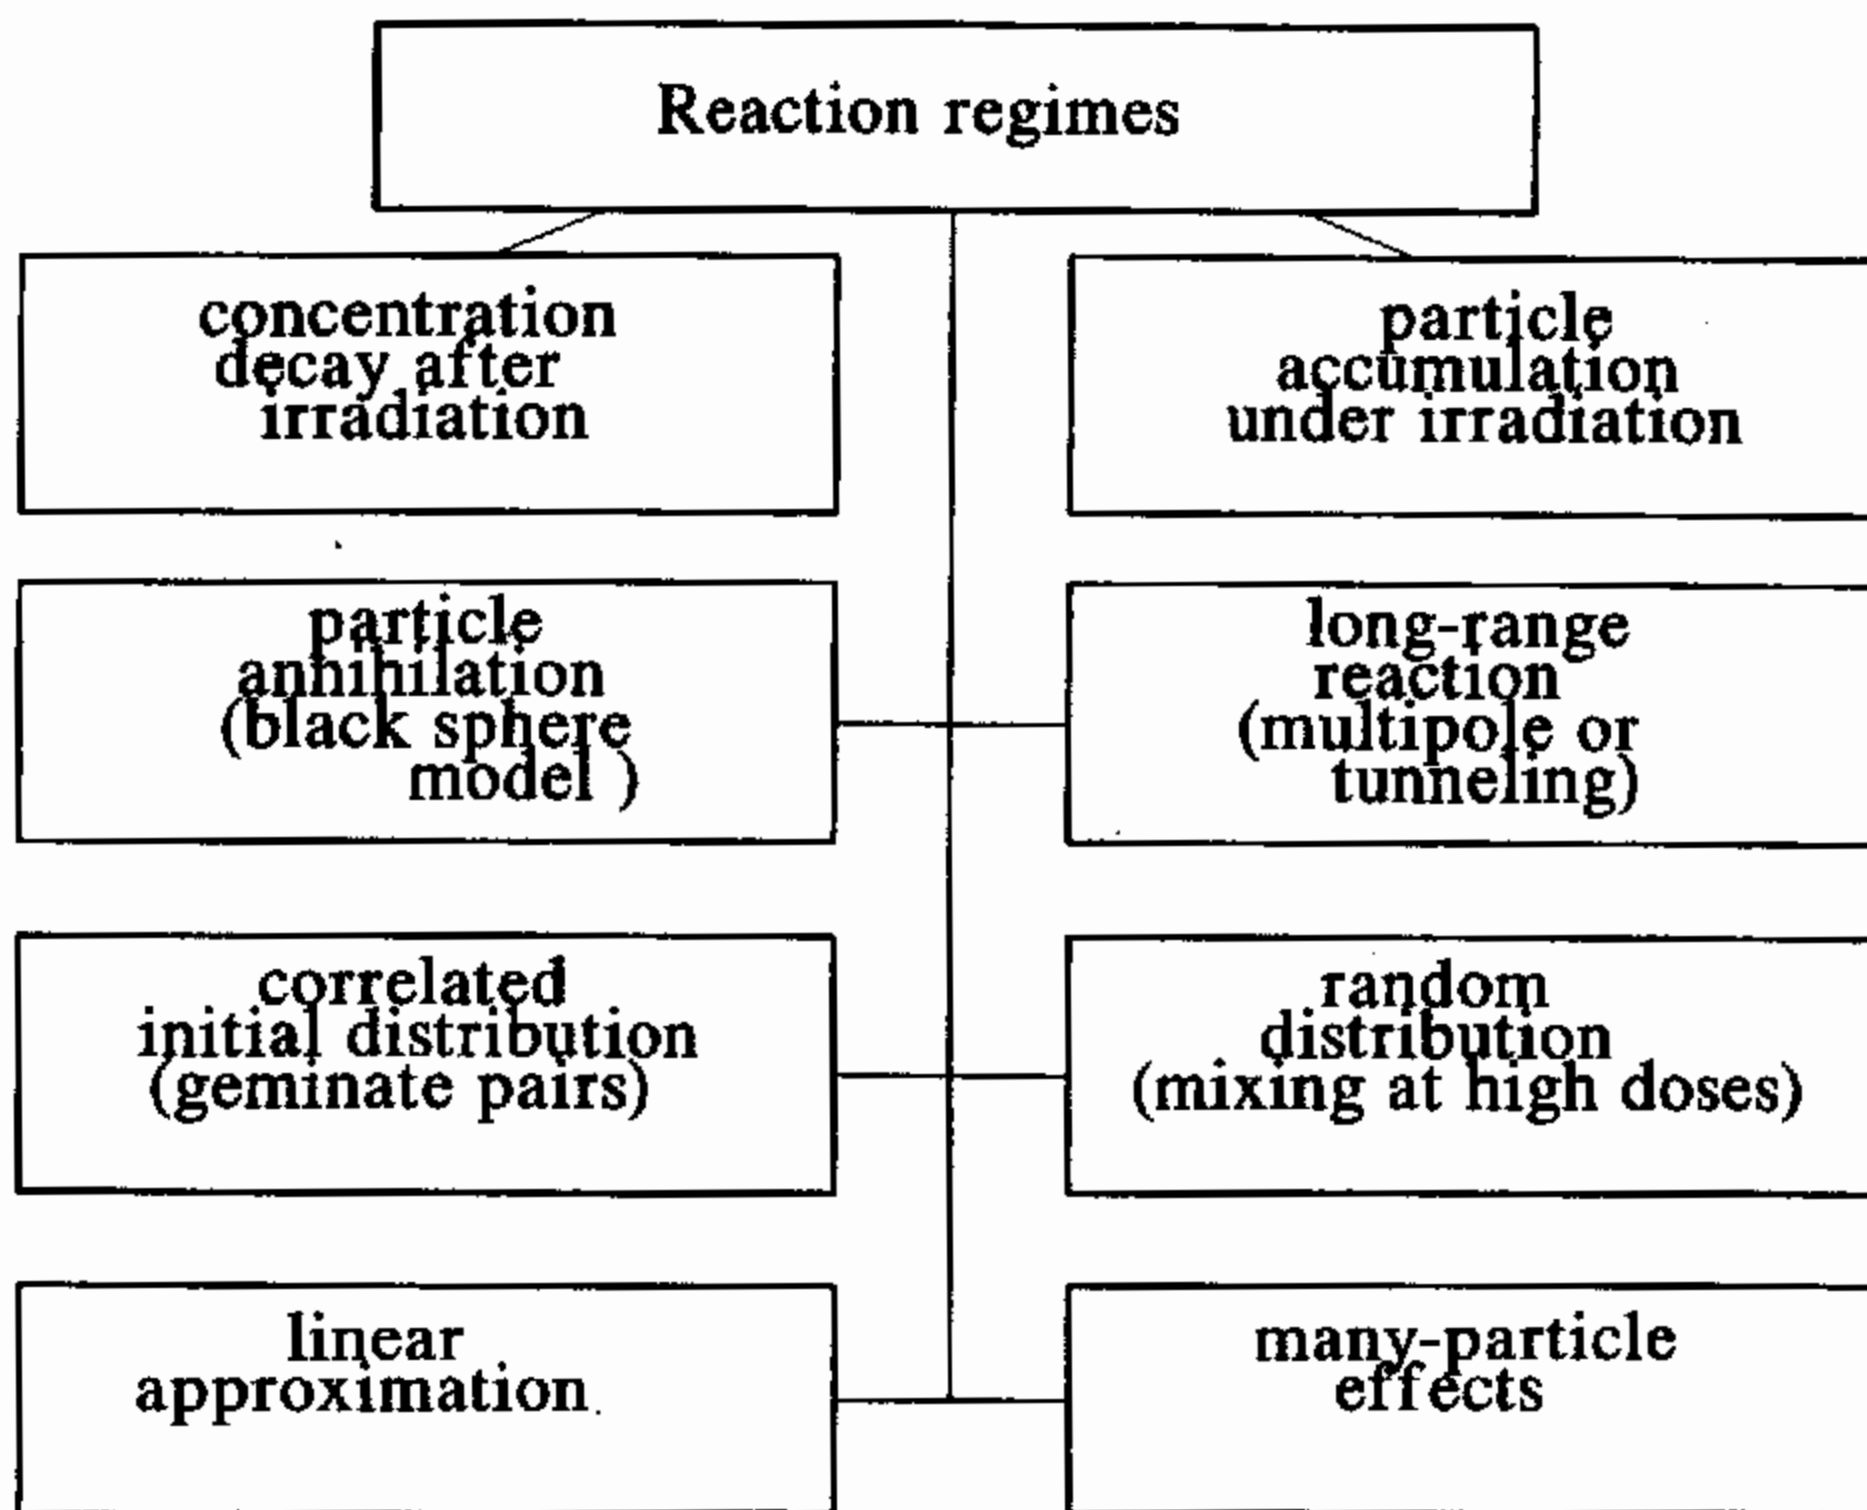 Reaction regimes
concentration
decay after
irradiation
particle
accumulation
under irradiation
particle
annihilation
(black sphere
model )
long-range
reaction
(multipole or
tunneling)
correlated
initial distribution
(geminate pairs)
random
distribution
(mixing at high doses)
linear
approximation
many-particle
effects